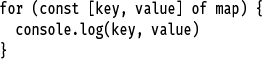 for (const [key, value] of map) {
  console.log(key, value)
}